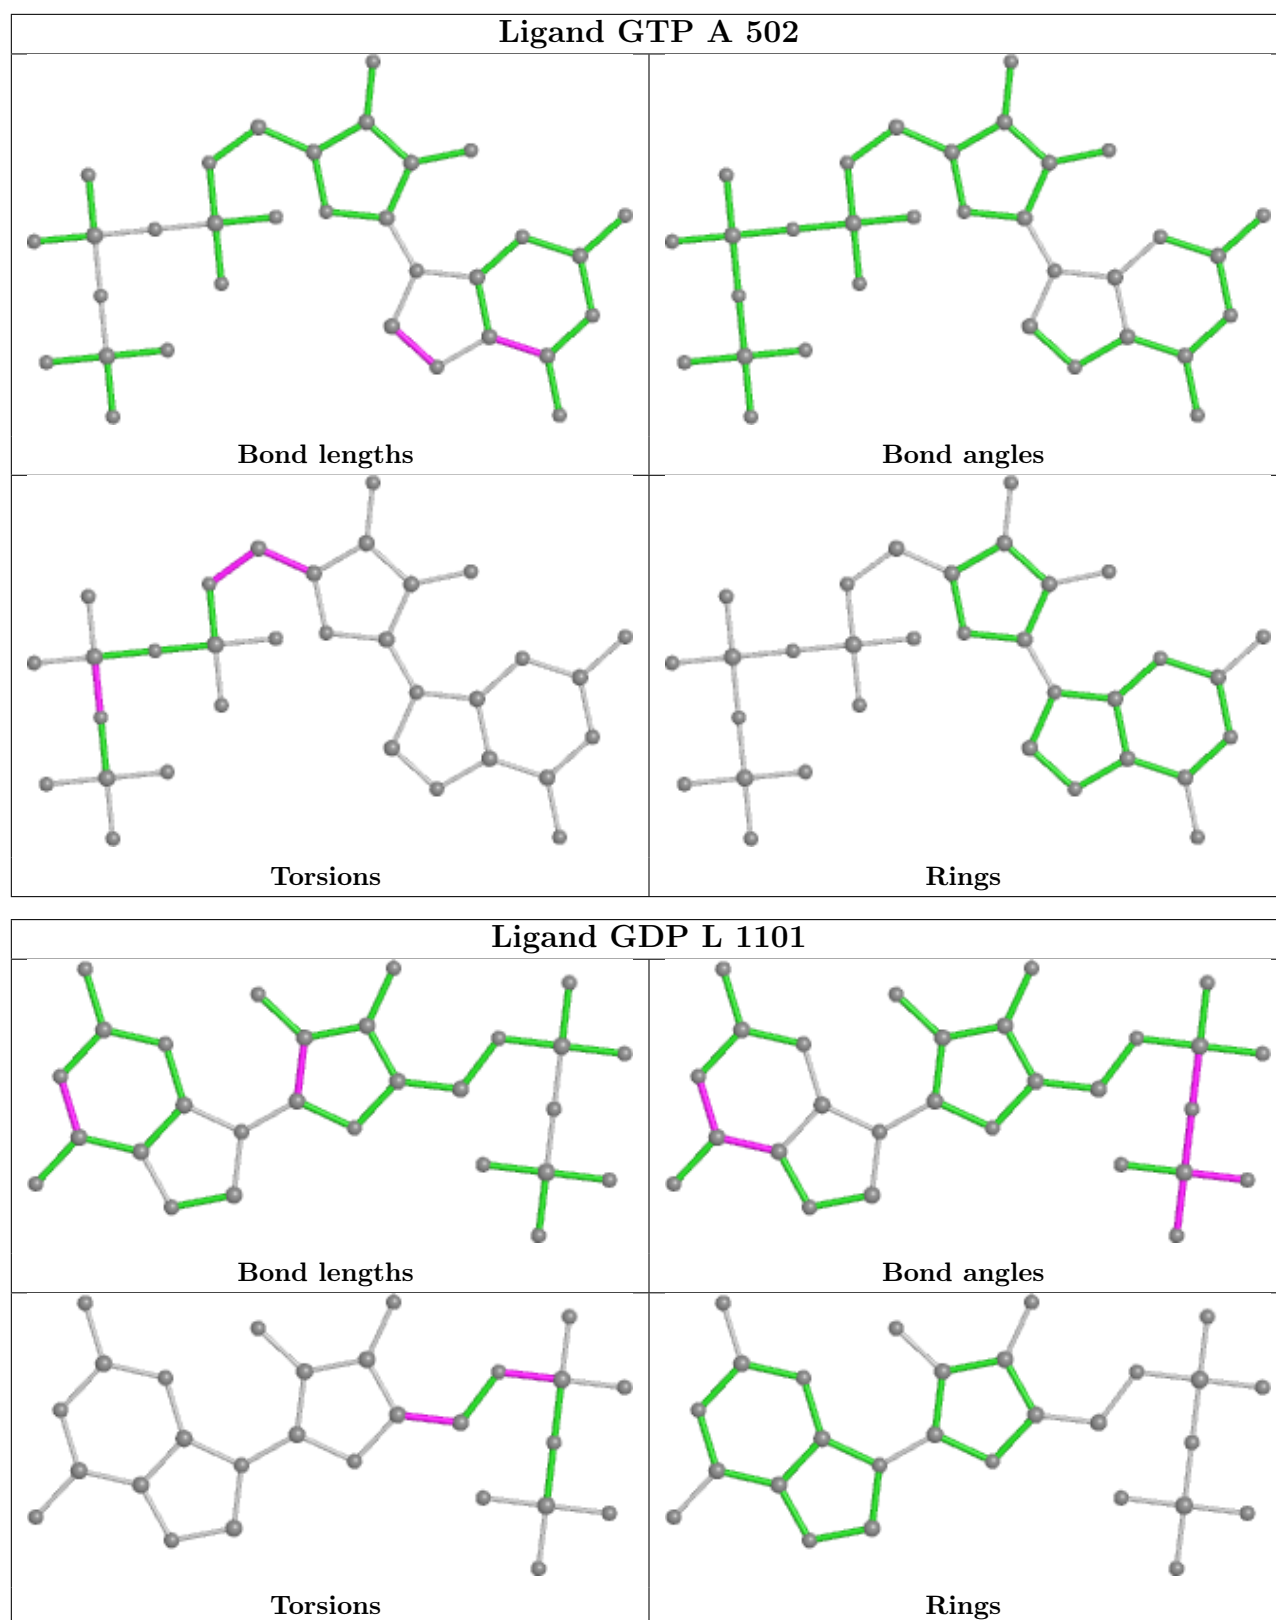 Ligand GTP A 502
Bond lengths
Bond angles
Torsions
Rings
Ligand GDP L 1101
Bond lengths
Bond angles
Torsions
Rings